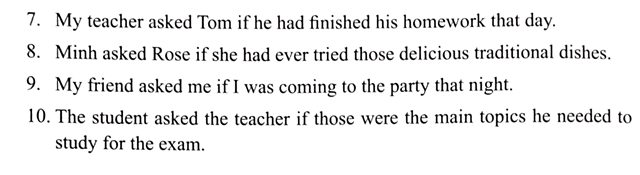 7. My teacher asked Tom if he had finished his homework that day.
8. Minh asked Rose if she had ever tried those delicious traditional dishes.
9. My friend asked me if I was coming to the party that night.
10. The student asked the teacher if those were the main topics he needed to
study for the exam.